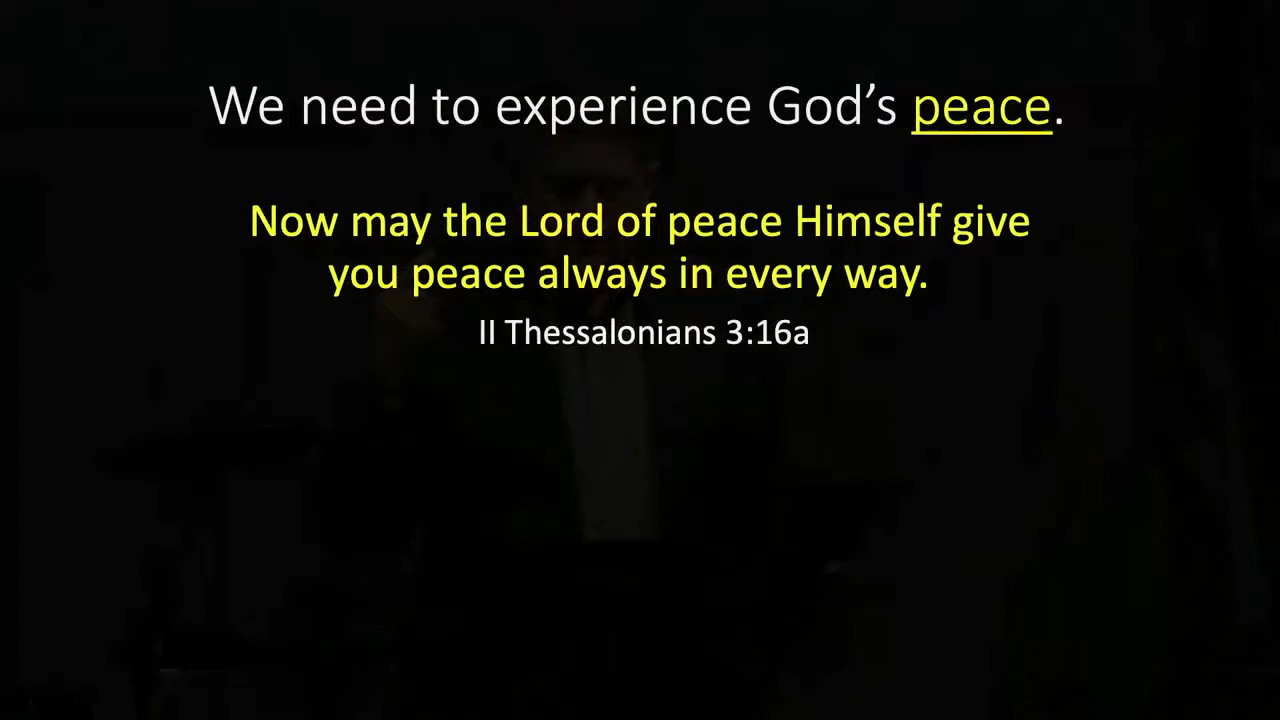 We need to experience God’s peace.
Now may the Lord of peace Himself give
you peace always in every way.
II Thessalonians 3:16a